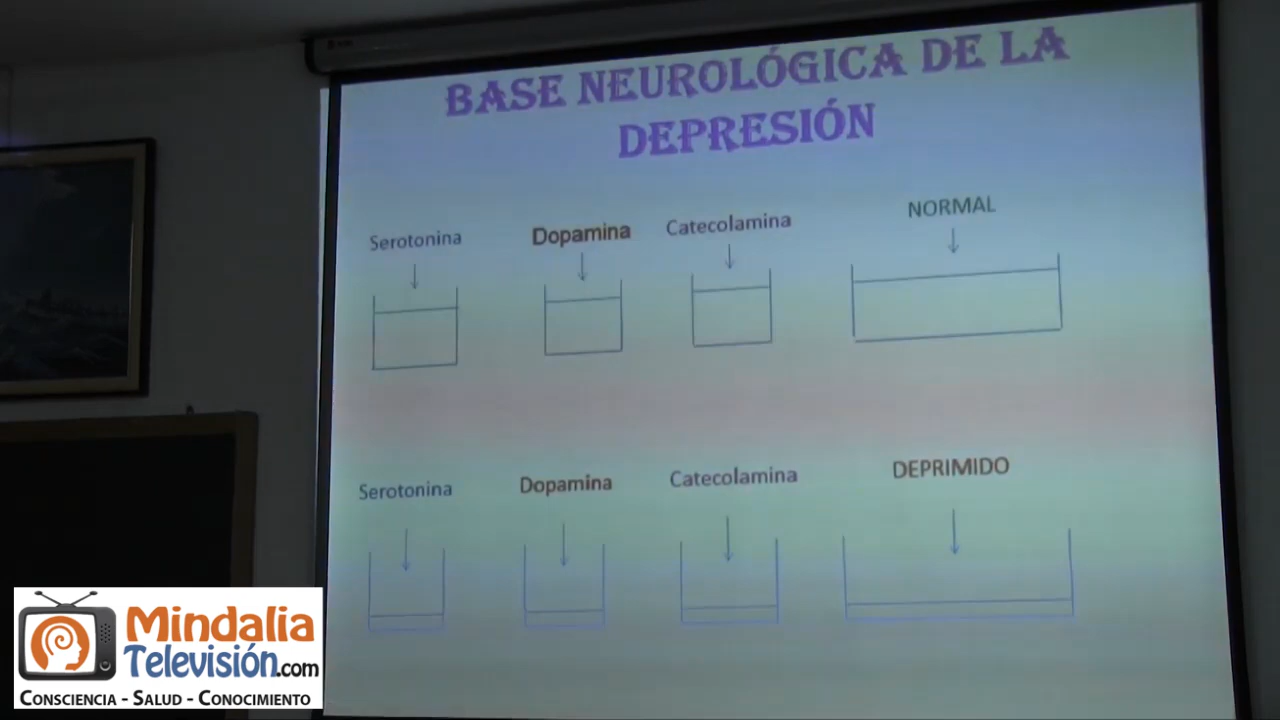 BASE NEUROLÓGICA DE LA
DEPRESIÓN
Serotonina Dopamina Catecolamina NORMAL
Serotonina Dopamina Catecolamina DEPRIMIDO
Mindalia
Televisión.com
CONSCIENCIA - SALUD - CONOCIMIENTO